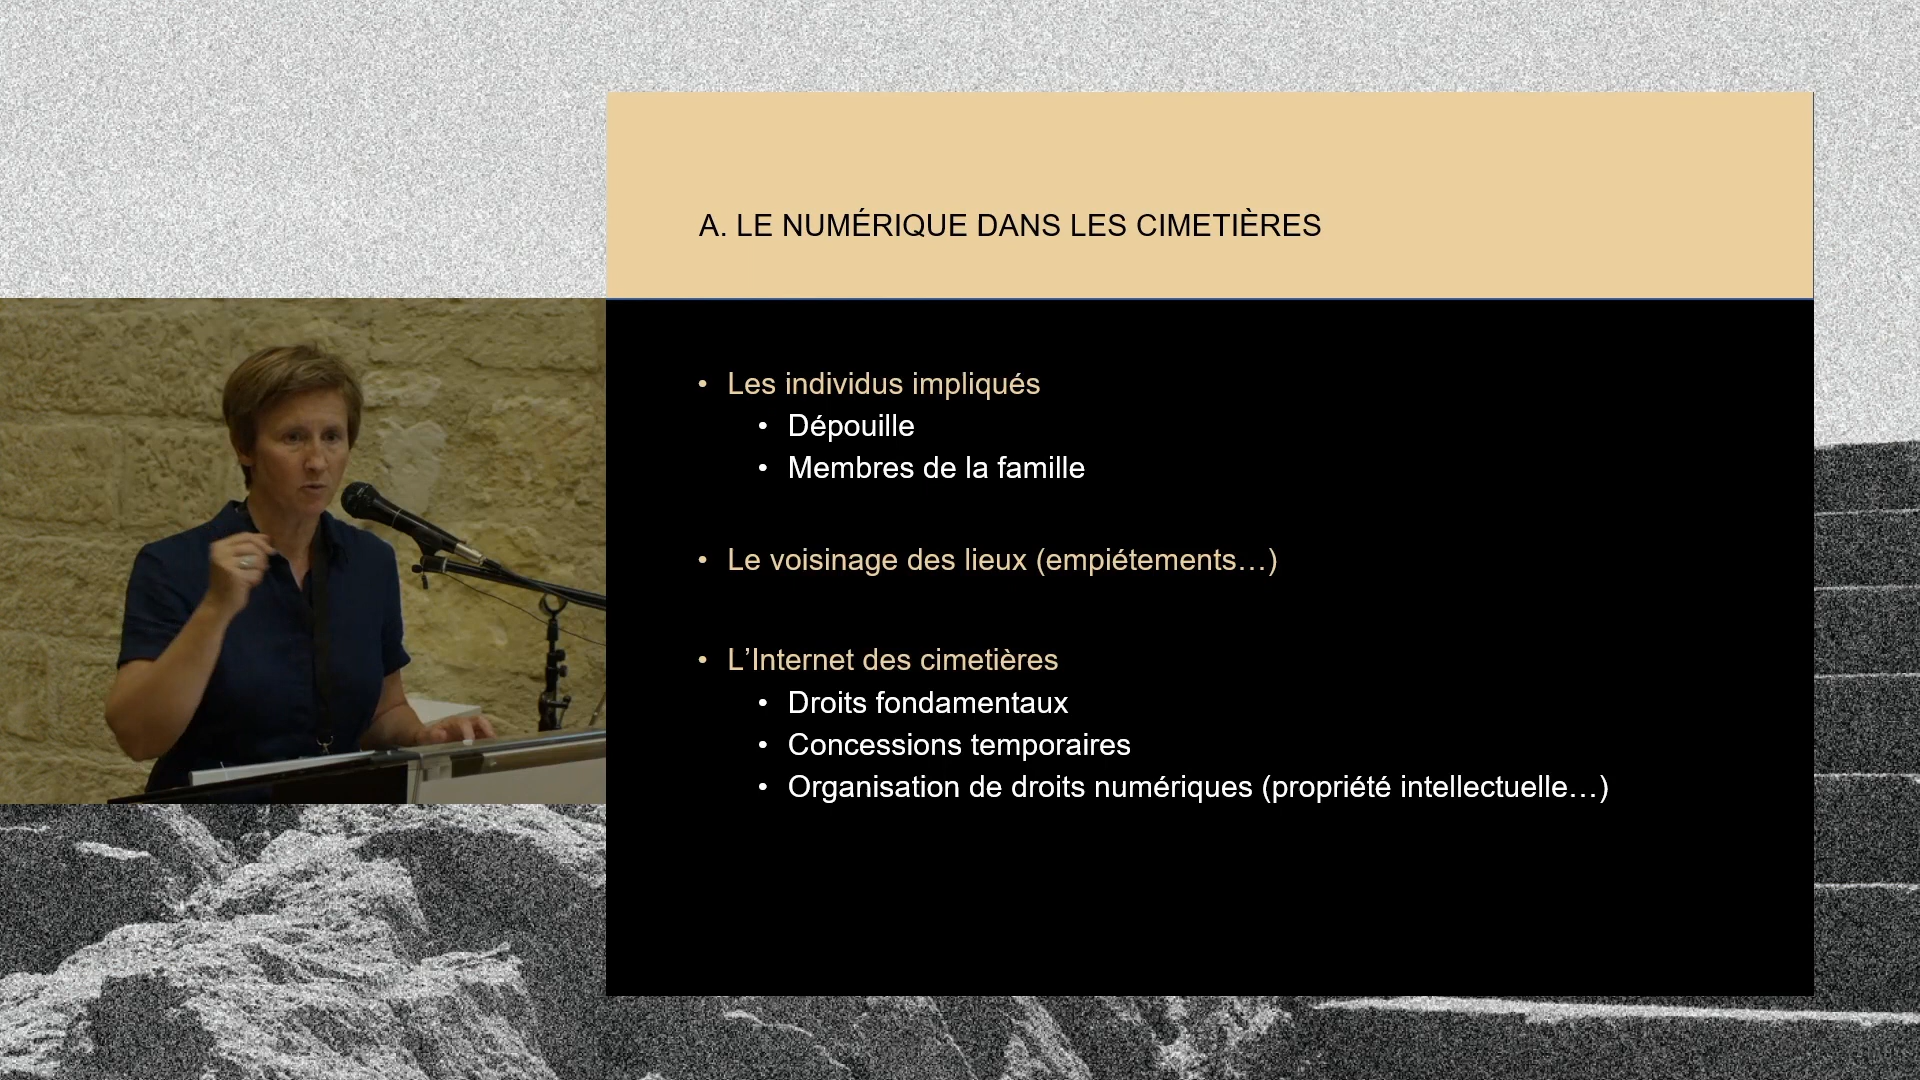 A. LE NUMÉRIQUE DANS LES CIMETIÈRES
• Les individus impliqués
• Dépouille
• Membres de la famille
• Le voisinage des lieux (empiétements…)
• L’Internet des cimetières
• Droits fondamentaux
• Concessions temporaires
• Organisation de droits numériques (propriété intellectuelle…)